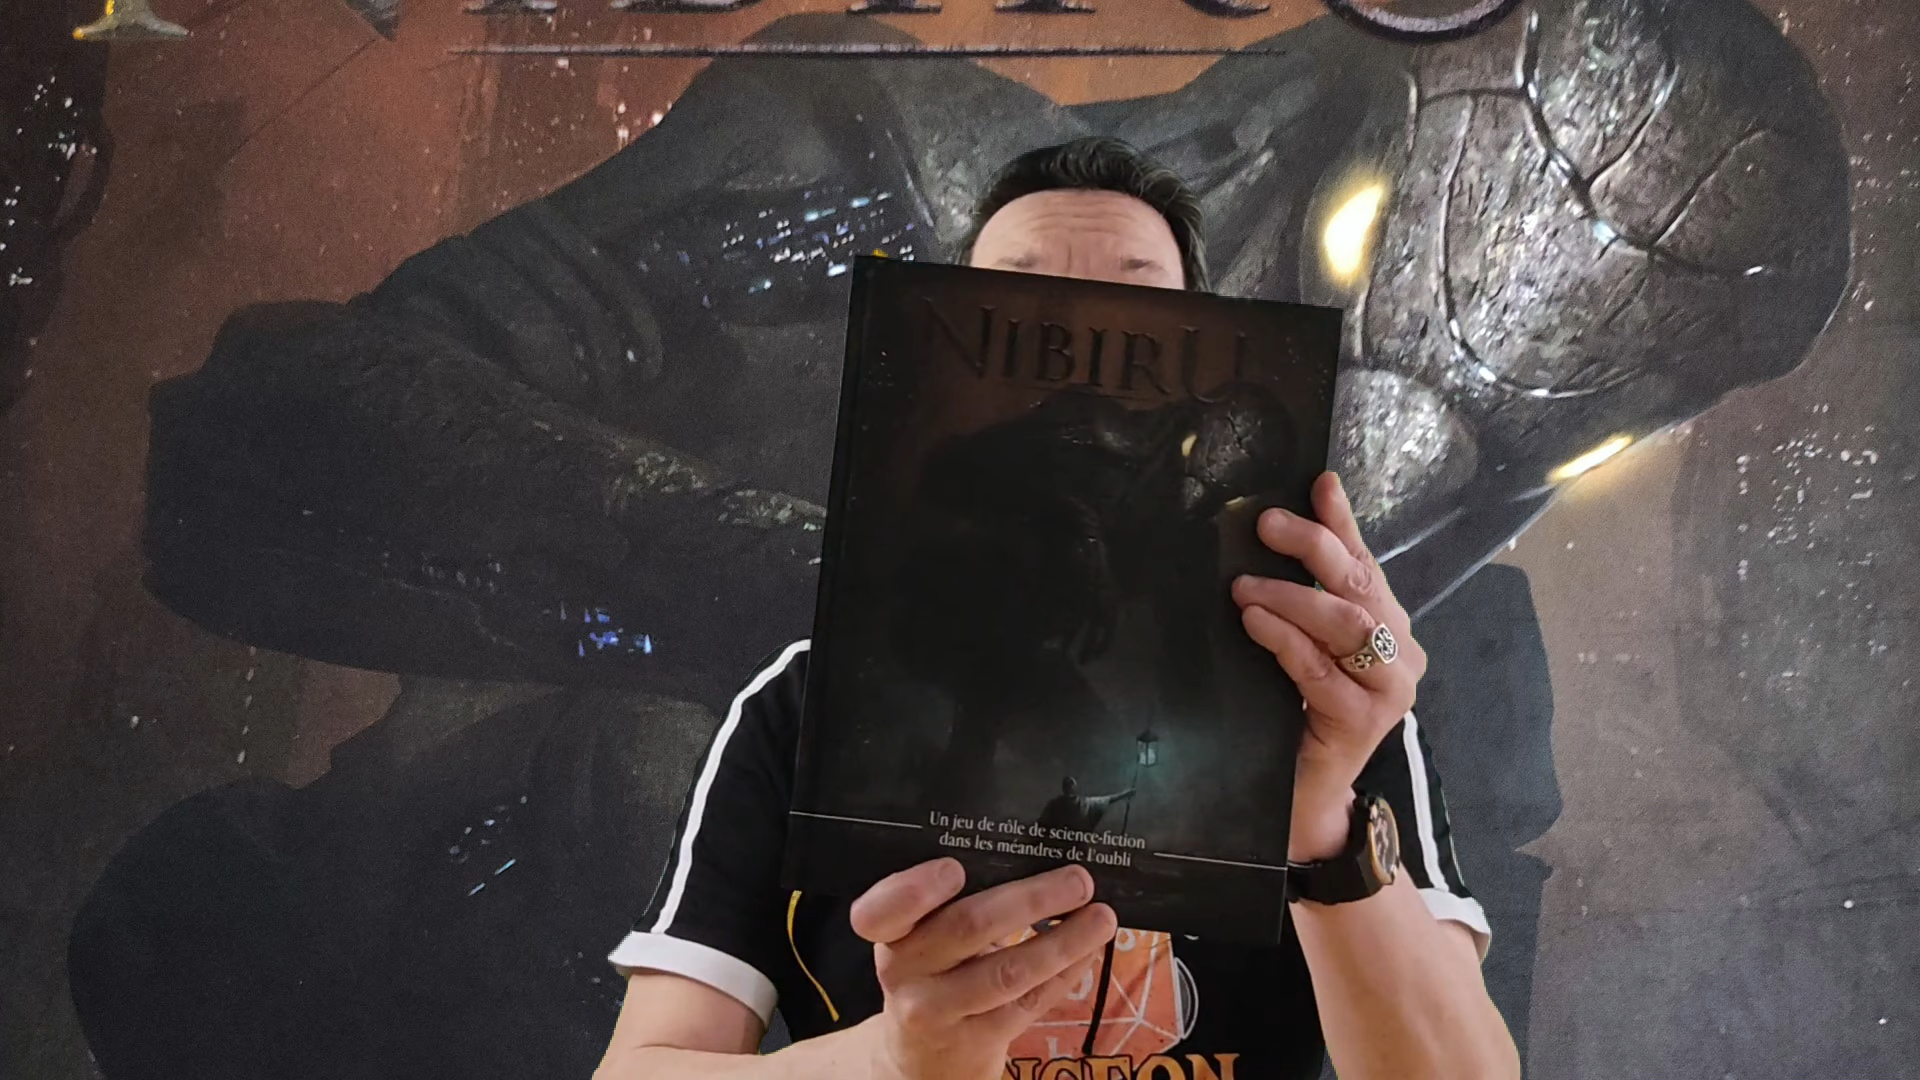 NIBIRU
Un jeu de rôle de science-fiction
dans les méandres de l'oubli